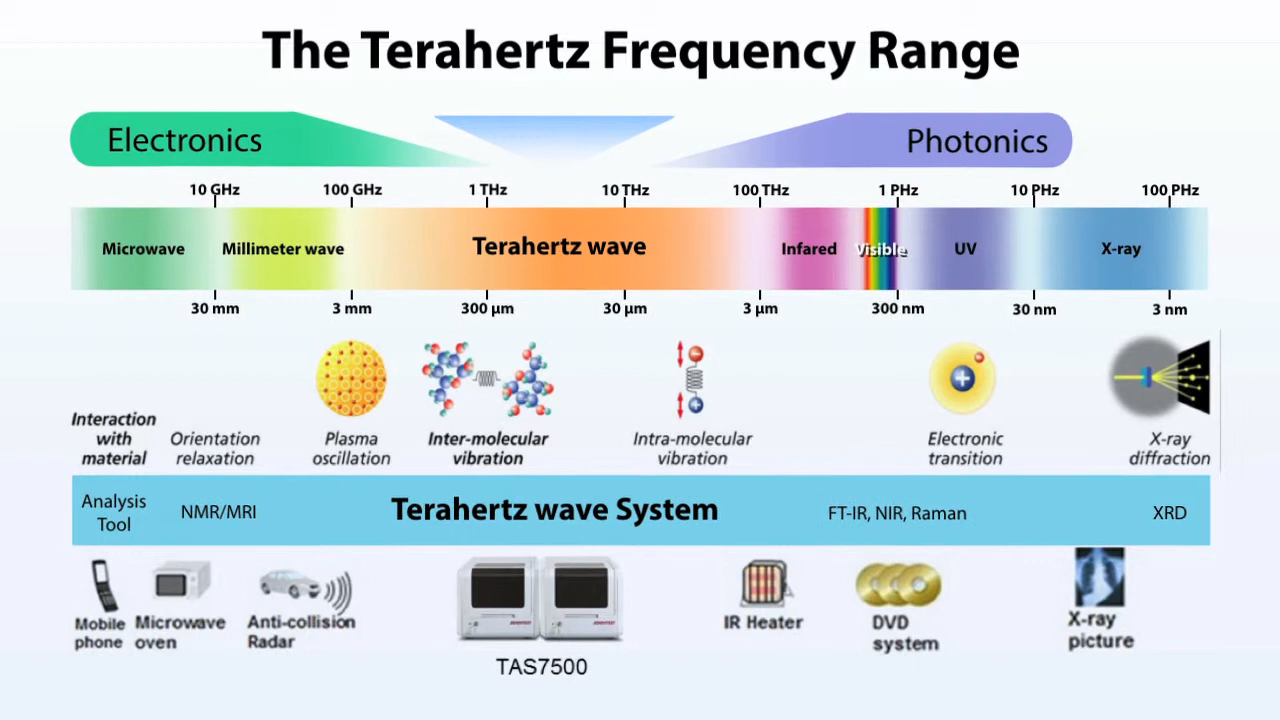 The Terahertz Frequency Range
Electronics
Photonics
10 GHz
100 GHz
1 THz
10 THz
100 THz
1 PHz
10 PHz
100 PHz
Microwave
Millimeter wave
Terahertz wave
Infared
Visible
UV
X-ray
30 mm
3 mm
300 µm
30 µm
3 µm
300 nm
30 nm
3 nm
Interaction
with
material
Orientation
relaxation
Plasma
oscillation
Inter-molecular
vibration
Intra-molecular
vibration
Electronic
transition
X-ray
diffraction
Analysis
Tool
NMR/MRI
Terahertz wave System
FT-IR, NIR, Raman
XRD
Mobile
phone
Microwave
oven
Anti-collision
Radar
TAS7500
IR Heater
DVD
system
X-ray
picture